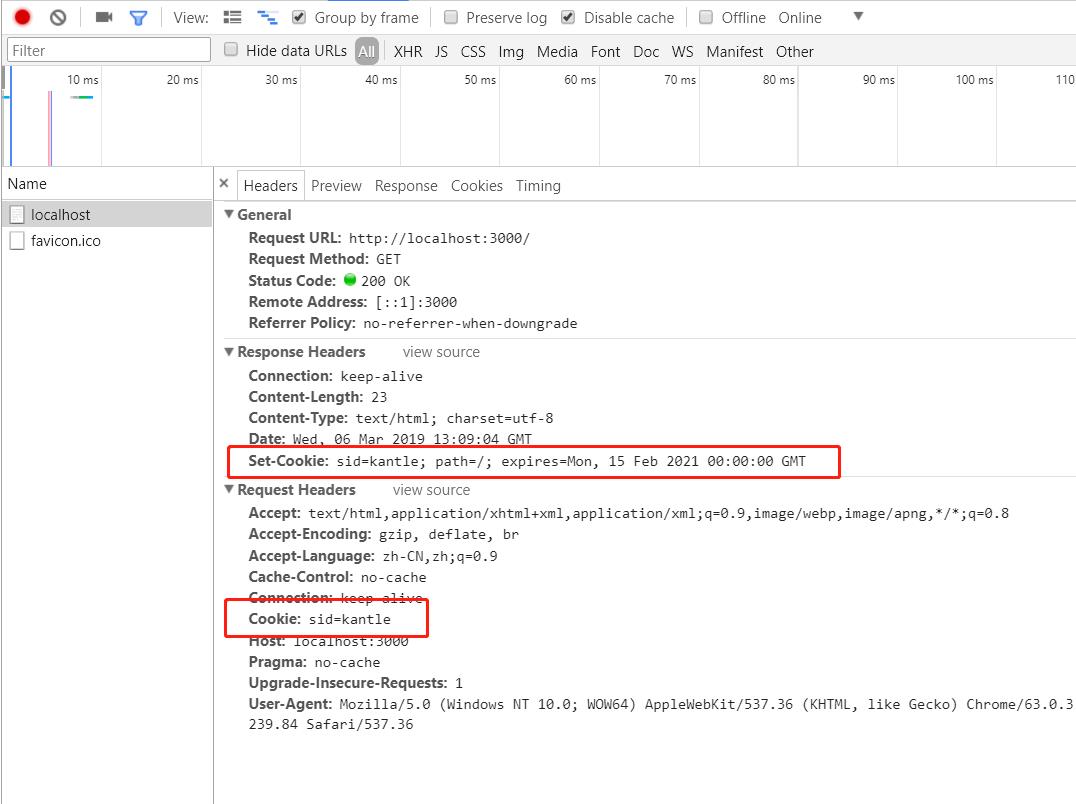 View: Group by frame Preserve log Disable cache Offline Online
Filter Hide data URLs All XHR JS CSS Img Media Font Doc WS Manifest Other
10 ms 20 ms 30 ms 40 ms 50 ms 60 ms 70 ms 80 ms 90 ms 100 ms 110
Name
localhost
favicon.ico
× Headers Preview Response Cookies Timing
General
Request URL: http://localhost:3000/
Request Method: GET
Status Code: 200 OK
Remote Address: [::1]:3000
Referrer Policy: no-referrer-when-downgrade
Response Headers view source
Connection: keep-alive
Content-Length: 23
Content-Type: text/html; charset=utf-8
Date: Wed, 06 Mar 2019 13:09:04 GMT
Set-Cookie: sid=kantle; path=/; expires=Mon, 15 Feb 2021 00:00:00 GMT
Request Headers view source
Accept: text/html,application/xhtml+xml,application/xml;q=0.9,image/webp,image/apng,*/*;q=0.8
Accept-Encoding: gzip, deflate, br
Accept-Language: zh-CN,zh;q=0.9
Cache-Control: no-cache
Connection: keep-alive
Cookie: sid=kantle
Host: localhost:3000
Pragma: no-cache
Upgrade-Insecure-Requests: 1
User-Agent: Mozilla/5.0 (Windows NT 10.0; WOW64) AppleWebKit/537.36 (KHTML, like Gecko) Chrome/63.0.3
239.84 Safari/537.36